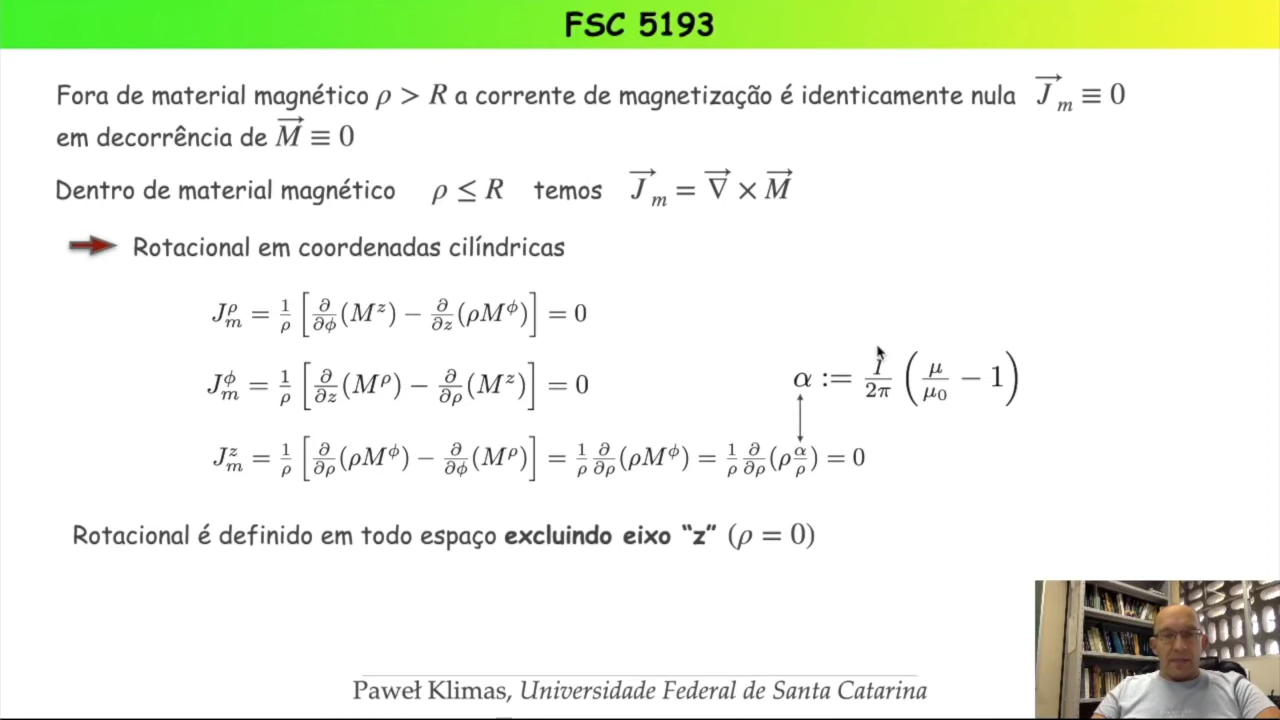 FSC 5193
Fora de material magnético ρ > R a corrente de magnetização é identicamente nula J⃗_m ≡ 0
em decorrência de M⃗ ≡ 0
Dentro de material magnético ρ ≤ R temos J⃗_m = ∇⃗ × M⃗
Rotacional em coordenadas cilíndricas
J_m^ρ = 1/ρ [∂/∂ϕ (M^z) − ∂/∂z (ρM^ϕ)] = 0
J_m^ϕ = 1/ρ [∂/∂z (M^ρ) − ∂/∂ρ (M^z)] = 0
α := I/2π (μ/μ₀ − 1)
J_m^z = 1/ρ [∂/∂ρ (ρM^ϕ) − ∂/∂ϕ (M^ρ)] = 1/ρ ∂/∂ρ (ρM^ϕ) = 1/ρ ∂/∂ρ (ρ α/ρ) = 0
Rotacional é definido em todo espaço excluindo eixo “z” (ρ = 0)
Paweł Klimas, Universidade Federal de Santa Catarina